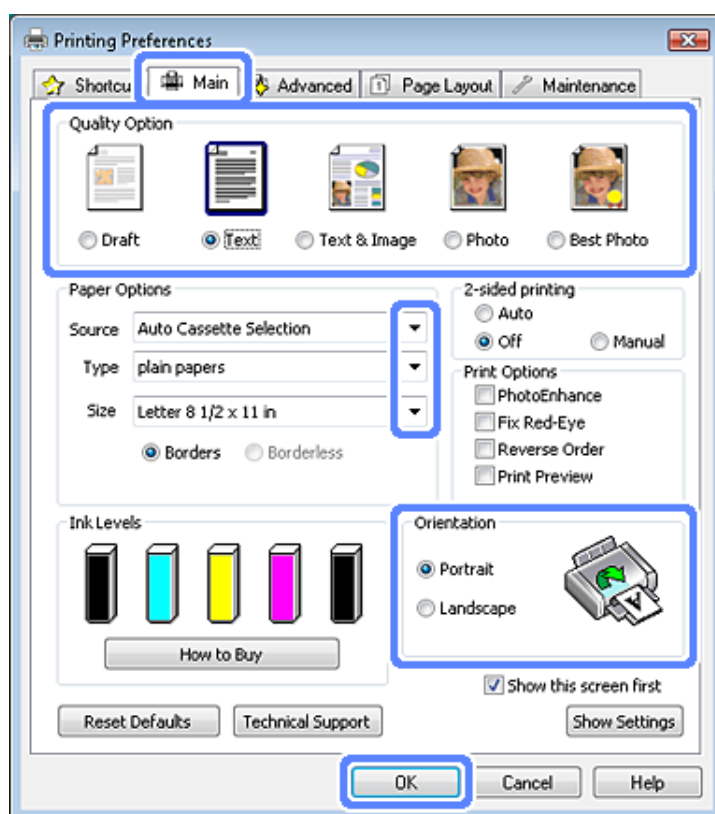 Printing Preferences
Shortcu Main Advanced Page Layout Maintenance
Quality Option
Draft Text Text & Image Photo Best Photo
Paper Options
Source Auto Cassette Selection
Type plain papers
Size Letter 8 1/2 x 11 in
Borders Borderless
2-sided printing
Auto
Off Manual
Print Options
PhotoEnhance
Fix Red-Eye
Reverse Order
Print Preview
Ink Levels
How to Buy
Orientation
Portrait
Landscape
Show this screen first
Reset Defaults Technical Support Show Settings
OK Cancel Help